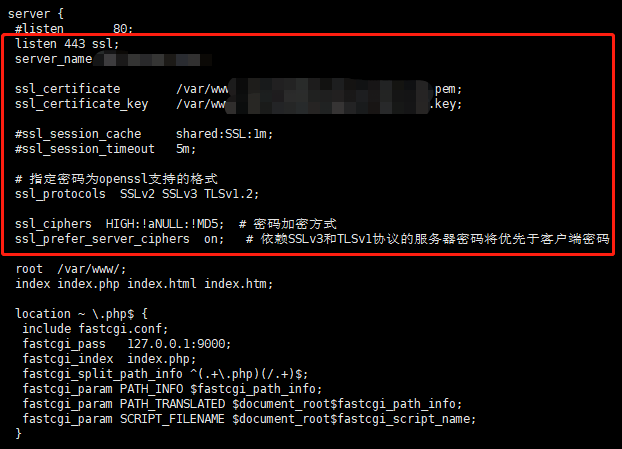 server {
#listen 80;
listen 443 ssl;
server_name
ssl_certificate /var/www pem;
ssl_certificate_key /var/ww .key;
#ssl_session_cache shared:SSL:1m;
#ssl_session_timeout 5m;
# 指定密码为openssl支持的格式
ssl_protocols SSLv2 SSLv3 TLSv1.2;
ssl_ciphers HIGH:!aNULL:!MD5; # 密码加密方式
ssl_prefer_server_ciphers on; # 依赖SSLv3和TLSv1协议的服务器密码将优先于客户端密码
root /var/www/;
index index.php index.html index.htm;
location ~ \.php$ {
include fastcgi.conf;
fastcgi_pass 127.0.0.1:9000;
fastcgi_index index.php;
fastcgi_split_path_info ^(.+\.php)(/.+)$;
fastcgi_param PATH_INFO $fastcgi_path_info;
fastcgi_param PATH_TRANSLATED $document_root$fastcgi_path_info;
fastcgi_param SCRIPT_FILENAME $document_root$fastcgi_script_name;
}